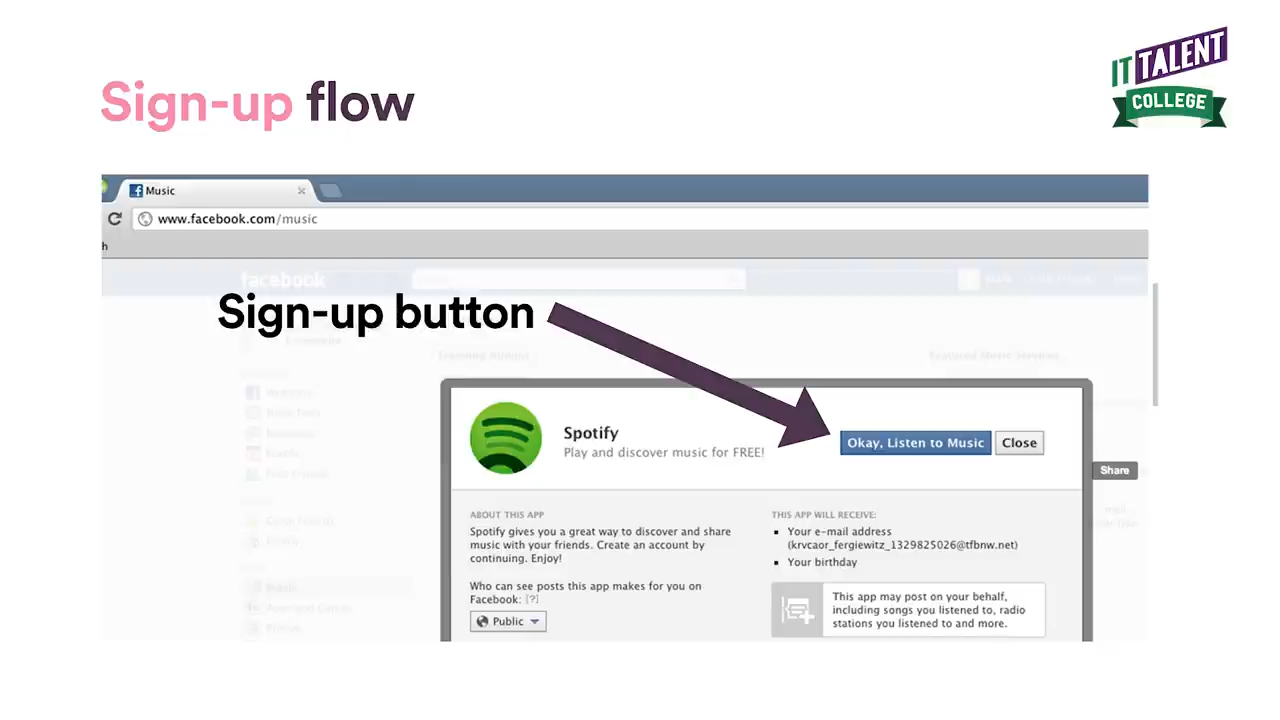 Sign-up flow
IT TALENT
COLLEGE
Music
www.facebook.com/music
h
facebook
Sign-up button
Spotify
Play and discover music for FREE!
Okay, Listen to Music
Close
Share
ABOUT THIS APP
Spotify gives you a great way to discover and share
music with your friends. Create an account by
continuing. Enjoy!
Who can see posts this app makes for you on
Facebook: [?]
Public
THIS APP WILL RECEIVE:
Your e-mail address
(krvcaor_fergiewitz_1329825026@tfbnw.net)
Your birthday
This app may post on your behalf,
including songs you listened to, radio
stations you listened to and more.